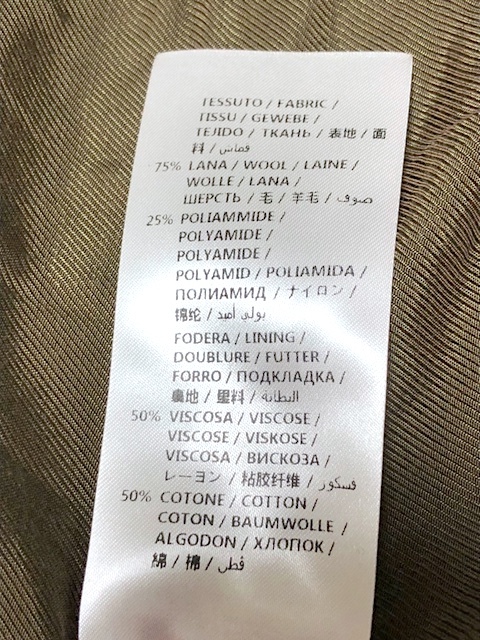 TESSUTO / FABRIC /
TISSU / GEWEBE /
TEJIDO / ТКАНЬ / 表地 / 面
料 / قماش
75% LANA / WOOL / LAINE /
WOLLE / LANA /
ШЕРСТЬ / 毛 / 羊毛 / صوف
25% POLIAMMIDE /
POLYAMIDE /
POLYAMIDE /
POLYAMID / POLIAMIDA /
ПОЛИАМИД / ナイロン /
锦纶 / بولي أميد
FODERA / LINING /
DOUBLURE / FUTTER /
FORRO / ПОДКЛАДКА /
裏地 / 里料 / البطانة
50% VISCOSA / VISCOSE /
VISCOSE / VISKOSE /
VISCOSA / ВИСКОЗА /
レーヨン / 粘胶纤维 / فسكوز
50% COTONE / COTTON /
COTON / BAUMWOLLE /
ALGODON / ХЛОПОК /
綿 / 棉 / قطن